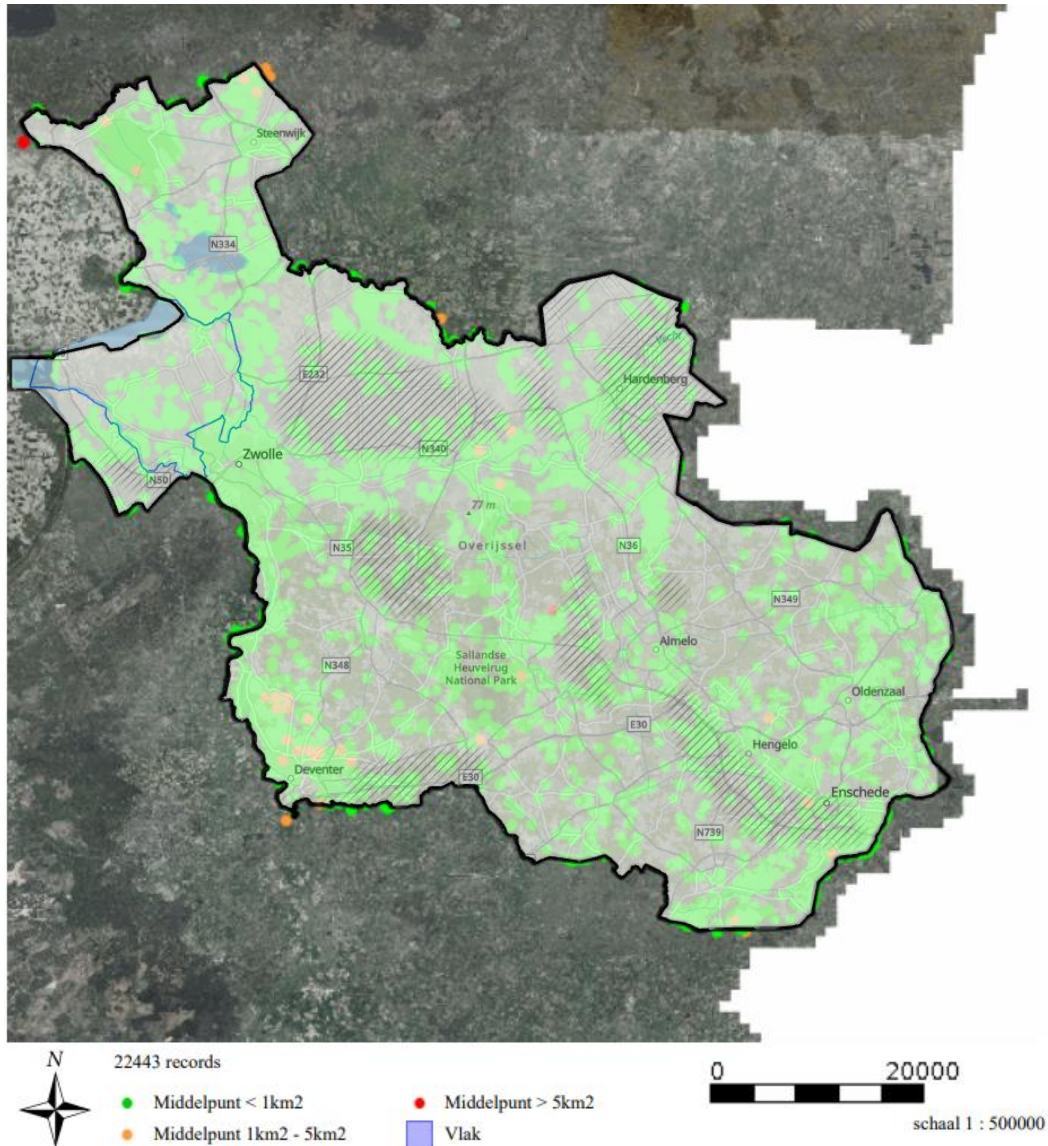 Steenwijk
N334
Vecht
E232
Hardenberg
N340
Zwolle
N50
77 m
N35
Overijssel
N36
N349
Almelo
Sallandse
Heuvelrug
National Park
N348
Oldenzaal
E30
Hengelo
Deventer
E30
Enschede
N739
N
22443 records
0 20000
Middelpunt < 1km2
Middelpunt > 5km2
Middelpunt 1km2 - 5km2
Vlak
schaal 1 : 500000